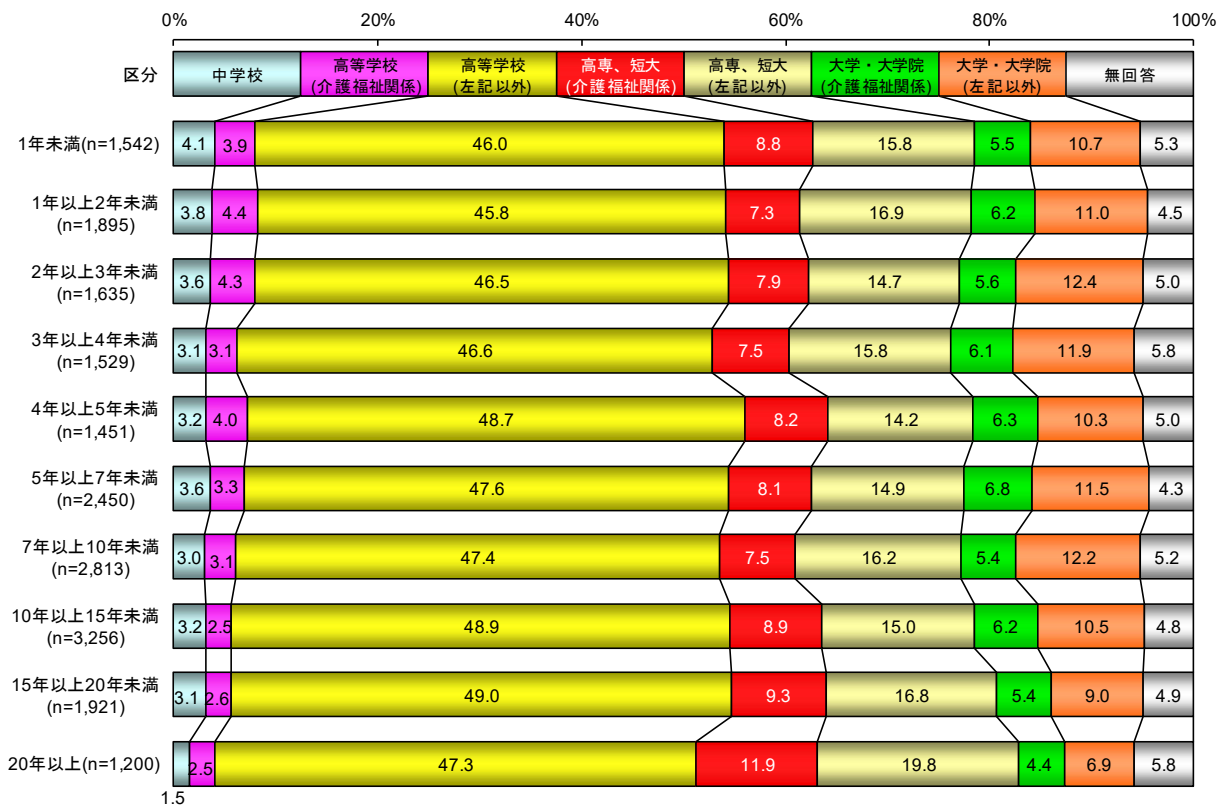 0% 20% 40% 60% 80% 100%
区分
中学校
高等学校
(介護福祉関係)
高等学校
(左記以外)
高専、短大
(介護福祉関係)
高専、短大
(左記以外)
大学・大学院
(介護福祉関係)
大学・大学院
(左記以外)
無回答
1年未満(n=1,542)
4.1 3.9 46.0 8.8 15.8 5.5 10.7 5.3
1年以上2年未満
(n=1,895)
3.8 4.4 45.8 7.3 16.9 6.2 11.0 4.5
2年以上3年未満
(n=1,635)
3.6 4.3 46.5 7.9 14.7 5.6 12.4 5.0
3年以上4年未満
(n=1,529)
3.1 3.1 46.6 7.5 15.8 6.1 11.9 5.8
4年以上5年未満
(n=1,451)
3.2 4.0 48.7 8.2 14.2 6.3 10.3 5.0
5年以上7年未満
(n=2,450)
3.6 3.3 47.6 8.1 14.9 6.8 11.5 4.3
7年以上10年未満
(n=2,813)
3.0 3.1 47.4 7.5 16.2 5.4 12.2 5.2
10年以上15年未満
(n=3,256)
3.2 2.5 48.9 8.9 15.0 6.2 10.5 4.8
15年以上20年未満
(n=1,921)
3.1 2.6 49.0 9.3 16.8 5.4 9.0 4.9
20年以上(n=1,200)
2.5 47.3 11.9 19.8 4.4 6.9 5.8
1.5